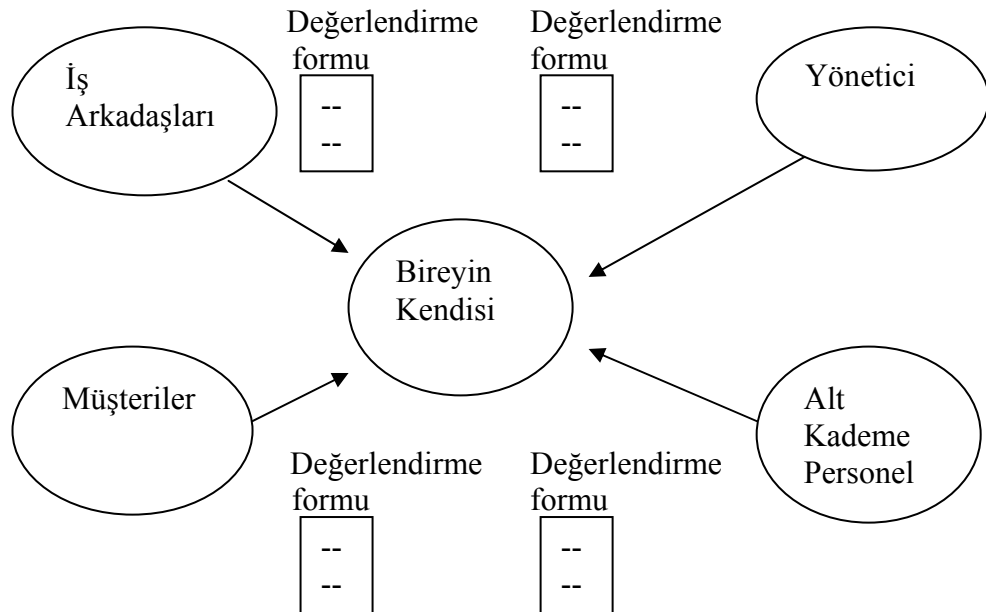 Değerlendirme
formu
--
--
Değerlendirme
formu
--
--
İş
Arkadaşları
Yönetici
Bireyin
Kendisi
Müşteriler
Alt
Kademe
Personel
Değerlendirme
formu
--
--
Değerlendirme
formu
--
--